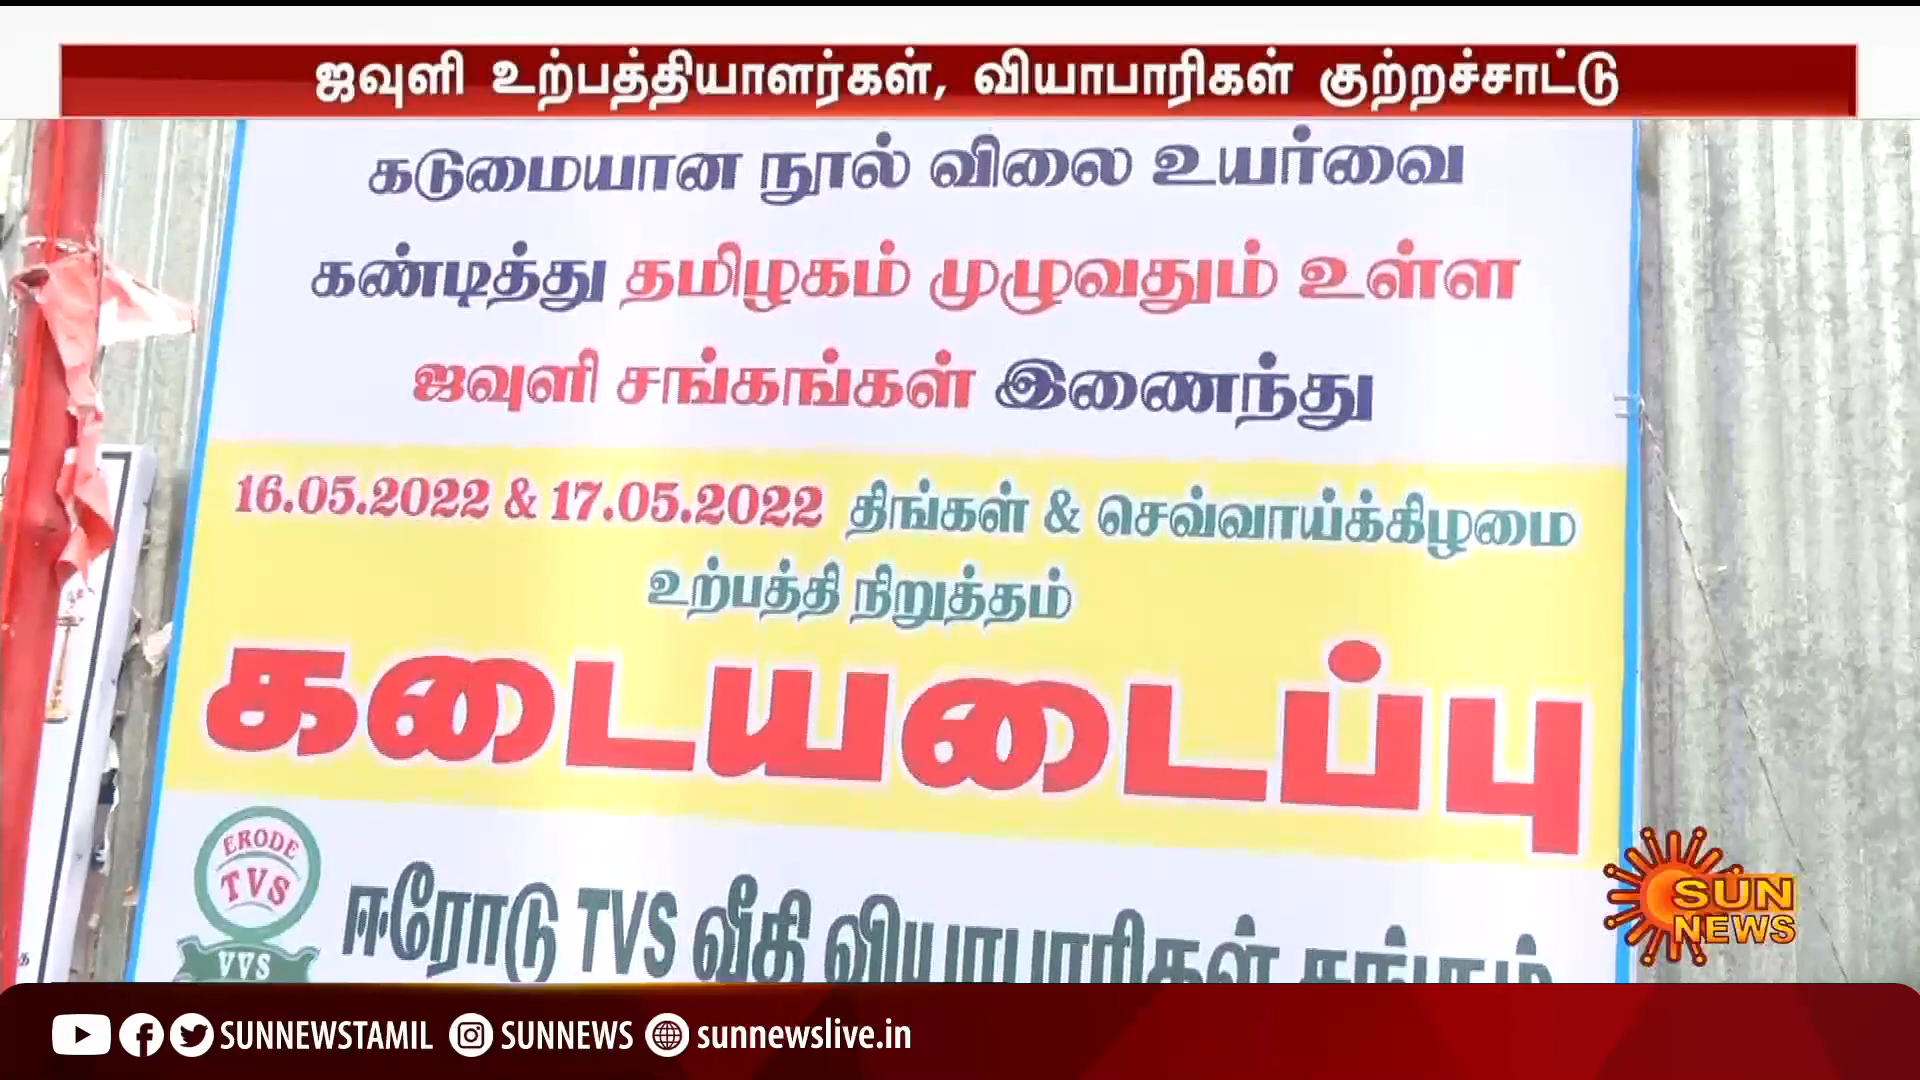 ஜவுளி உற்பத்தியாளர்கள், வியாபாரிகள் குற்றச்சாட்டு
கடுமையான நூல் விலை உயர்வை
கண்டித்து தமிழகம் முழுவதும் உள்ள
ஜவுளி சங்கங்கள் இணைந்து
16.05.2022 & 17.05.2022 திங்கள் & செவ்வாய்க்கிழமை
உற்பத்தி நிறுத்தம்
கடையடைப்பு
ERODE
TVS
VVS
ஈரோடு TVS வீதி வியாபாரிகள் சங்கம்
SUN
NEWS
SUNNEWSTAMIL SUNNEWS sunnewslive.in